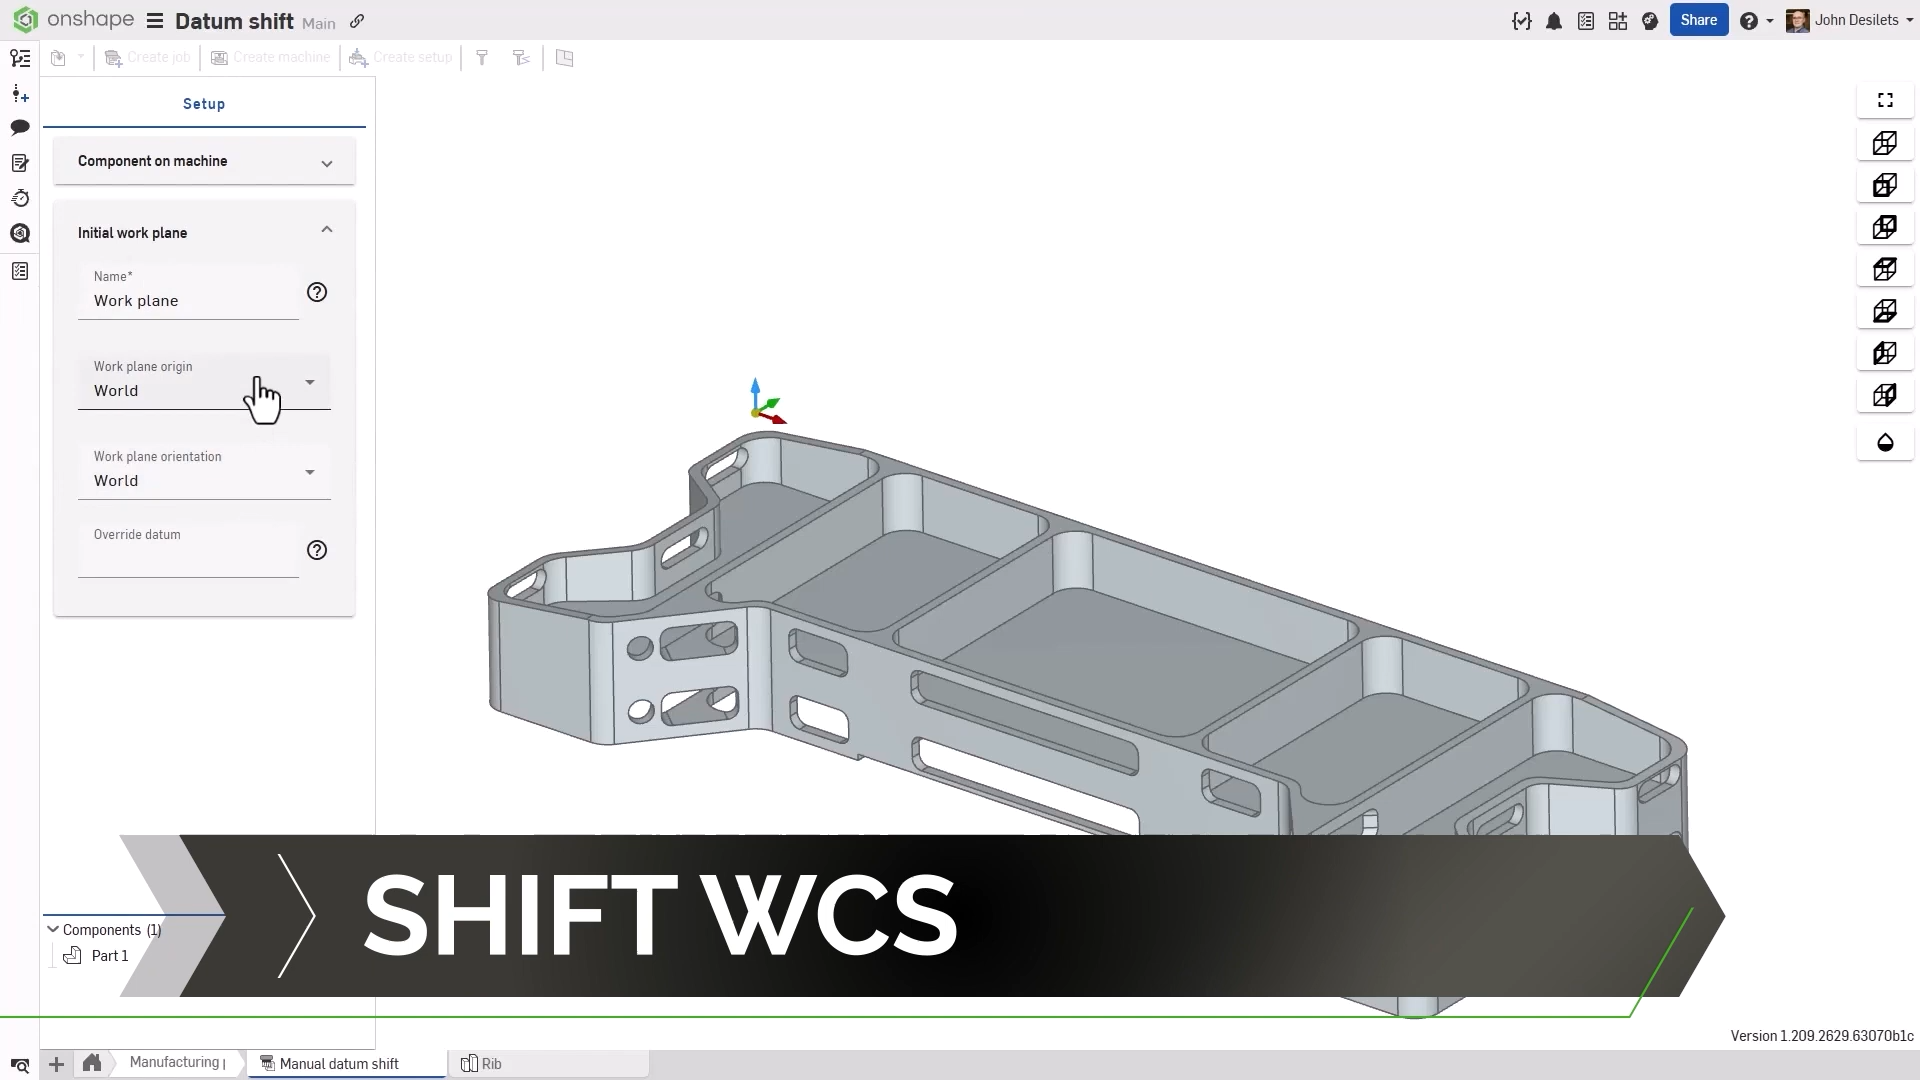 onshape
Datum shift Main
Share
John Desilets
Create job
Create machine
Create setup
Setup
Component on machine
Initial work plane
Name*
Work plane
Work plane origin
World
Work plane orientation
World
Override datum
SHIFT WCS
Components (1)
Part 1
Version 1.209.2629.63070b1c
Manufacturing
Manual datum shift
Rib